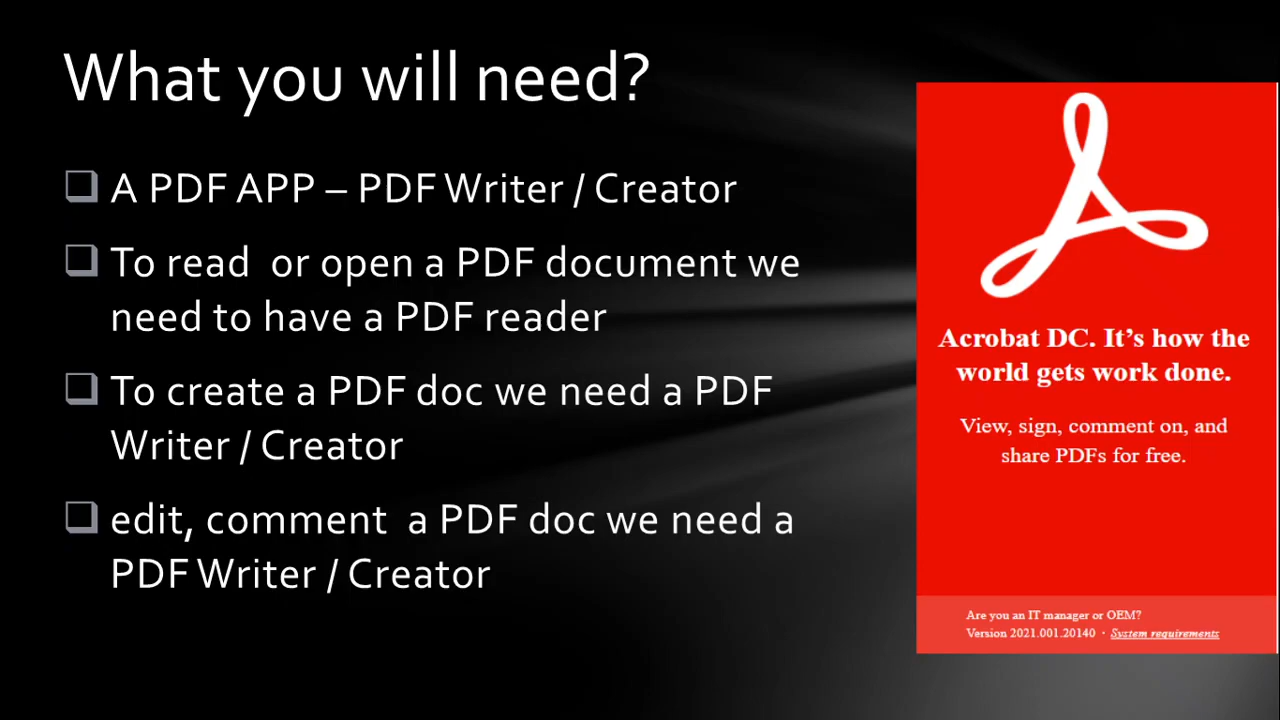 What you will need?
A PDF APP – PDF Writer / Creator
To read  or open a PDF document we
need to have a PDF reader
To create a PDF doc we need a PDF
Writer / Creator
edit, comment  a PDF doc we need a
PDF Writer / Creator
Acrobat DC. It’s how the
world gets work done.
View, sign, comment on, and
share PDFs for free.
Are you an IT manager or OEM?
Version 2021.001.20140 · System requirements